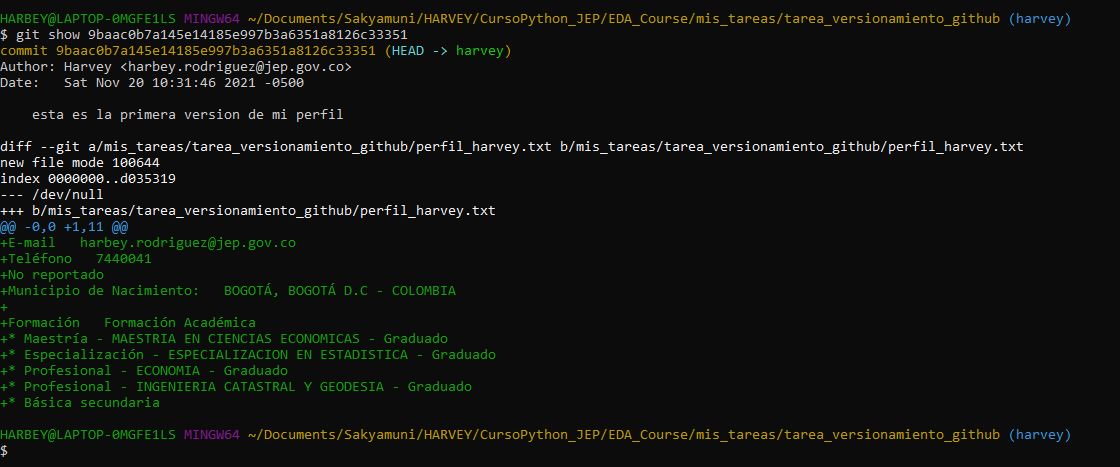 HARBEY@LAPTOP-0MGFE1LS MINGW64 ~/Documents/Sakyamuni/HARVEY/CursoPython_JEP/EDA_Course/mis_tareas/tarea_versionamiento_github (harvey)
$ git show 9baac0b7a145e14185e997b3a6351a8126c33351
commit 9baac0b7a145e14185e997b3a6351a8126c33351 (HEAD -> harvey)
Author: Harvey <harbey.rodriguez@jep.gov.co>
Date:   Sat Nov 20 10:31:46 2021 -0500

    esta es la primera version de mi perfil

diff --git a/mis_tareas/tarea_versionamiento_github/perfil_harvey.txt b/mis_tareas/tarea_versionamiento_github/perfil_harvey.txt
new file mode 100644
index 0000000..d035319
--- /dev/null
+++ b/mis_tareas/tarea_versionamiento_github/perfil_harvey.txt
@@ -0,0 +1,11 @@
+E-mail   harbey.rodriguez@jep.gov.co
+Teléfono   7440041
+No reportado
+Municipio de Nacimiento:   BOGOTÁ, BOGOTÁ D.C - COLOMBIA
+
+Formación   Formación Académica
+* Maestría - MAESTRIA EN CIENCIAS ECONOMICAS - Graduado
+* Especialización - ESPECIALIZACION EN ESTADISTICA - Graduado
+* Profesional - ECONOMIA - Graduado
+* Profesional - INGENIERIA CATASTRAL Y GEODESIA - Graduado
+* Básica secundaria

HARBEY@LAPTOP-0MGFE1LS MINGW64 ~/Documents/Sakyamuni/HARVEY/CursoPython_JEP/EDA_Course/mis_tareas/tarea_versionamiento_github (harvey)
$